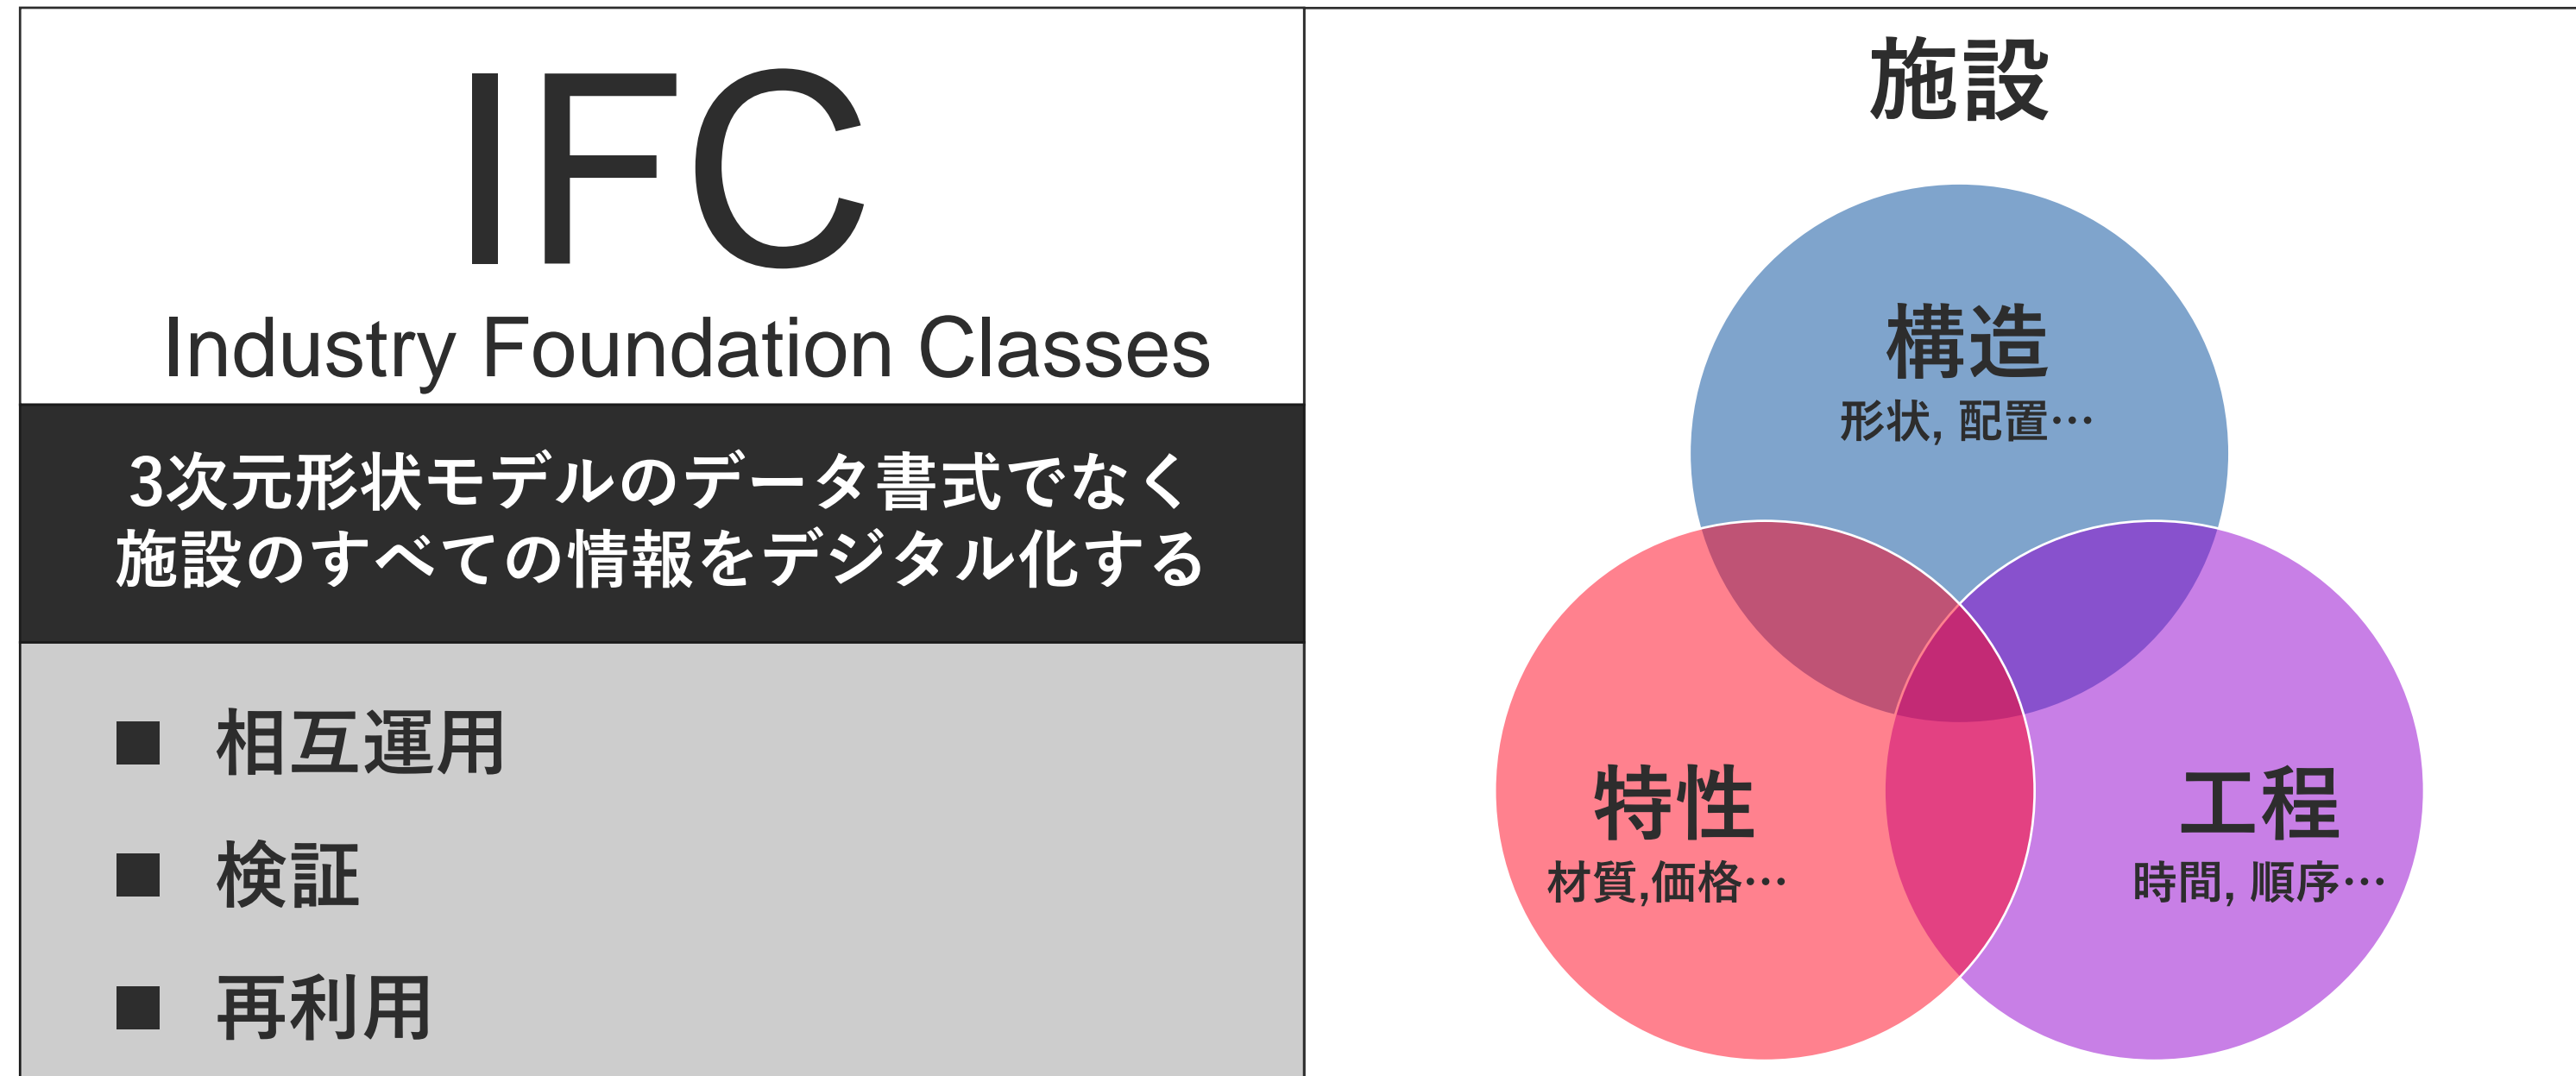 IFC
Industry Foundation Classes
3次元形状モデルのデータ書式でなく
施設のすべての情報をデジタル化する
■ 相互運用
■ 検証
■ 再利用
施設
構造
形状, 配置…
特性
材質,価格…
工程
時間, 順序…